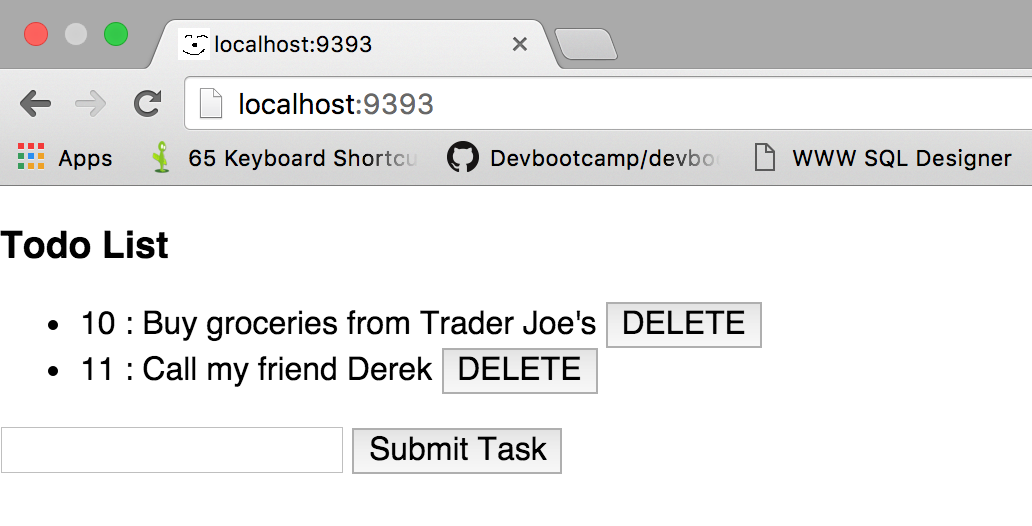 localhost:9393
localhost:9393
Apps 65 Keyboard Shortcu Devbootcamp/devboo WWW SQL Designer
Todo List
10 : Buy groceries from Trader Joe's DELETE
11 : Call my friend Derek DELETE
Submit Task